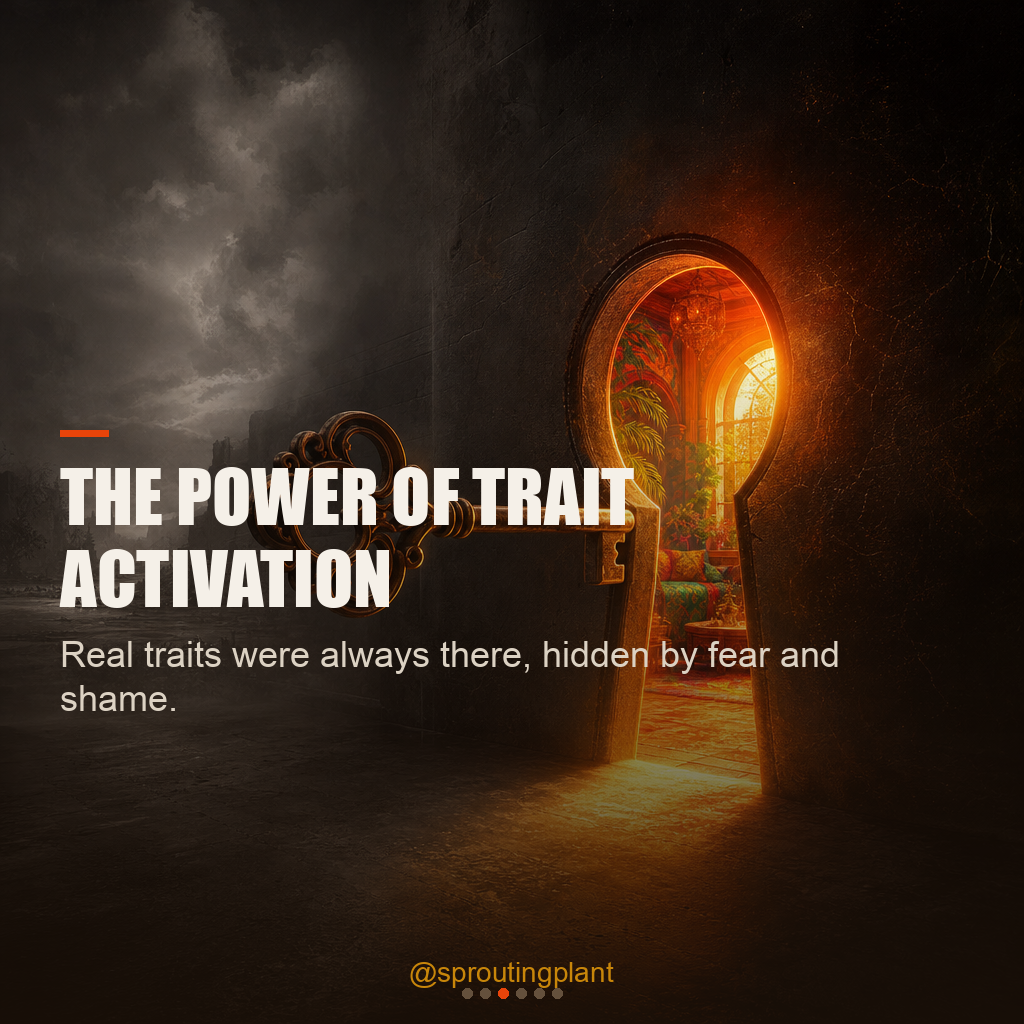 THE POWER OF TRAIT
ACTIVATION
Real traits were always there, hidden by fear and
shame.
@sproutingplant